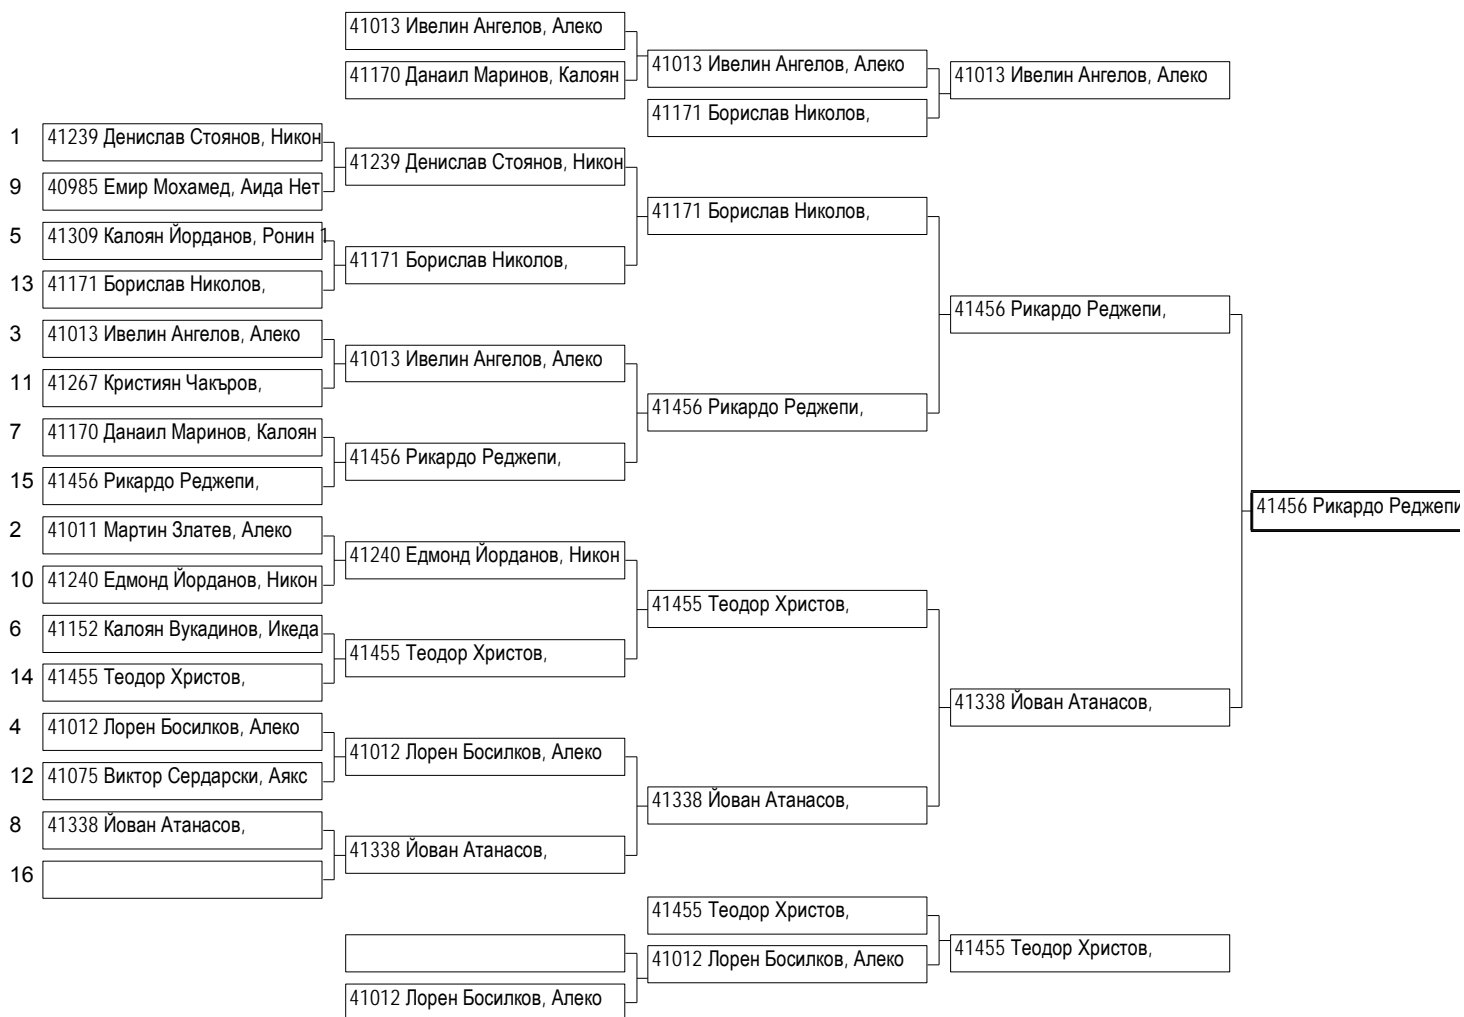 41013 Ивелин Ангелов, Алеко
41170 Данаил Маринов, Калоян
41013 Ивелин Ангелов, Алеко
41171 Борислав Николов,
41013 Ивелин Ангелов, Алеко
1 41239 Денислав Стоянов, Никон
9 40985 Емир Мохамед, Аида Нет
5 41309 Калоян Йорданов, Ронин 1
13 41171 Борислав Николов,
3 41013 Ивелин Ангелов, Алеко
11 41267 Кристиян Чакъров,
7 41170 Данаил Маринов, Калоян
15 41456 Рикардо Реджепи,
2 41011 Мартин Златев, Алеко
10 41240 Едмонд Йорданов, Никон
6 41152 Калоян Вукадинов, Икеда
14 41455 Теодор Христов,
4 41012 Лорен Босилков, Алеко
12 41075 Виктор Сердарски, Аякс
8 41338 Йован Атанасов,
16
41239 Денислав Стоянов, Никон
41171 Борислав Николов,
41013 Ивелин Ангелов, Алеко
41456 Рикардо Реджепи,
41240 Едмонд Йорданов, Никон
41455 Теодор Христов,
41012 Лорен Босилков, Алеко
41338 Йован Атанасов,
41171 Борислав Николов,
41456 Рикардо Реджепи,
41455 Теодор Христов,
41338 Йован Атанасов,
41456 Рикардо Реджепи,
41338 Йован Атанасов,
41456 Рикардо Реджепи
41012 Лорен Босилков, Алеко
41455 Теодор Христов,
41012 Лорен Босилков, Алеко
41455 Теодор Христов,